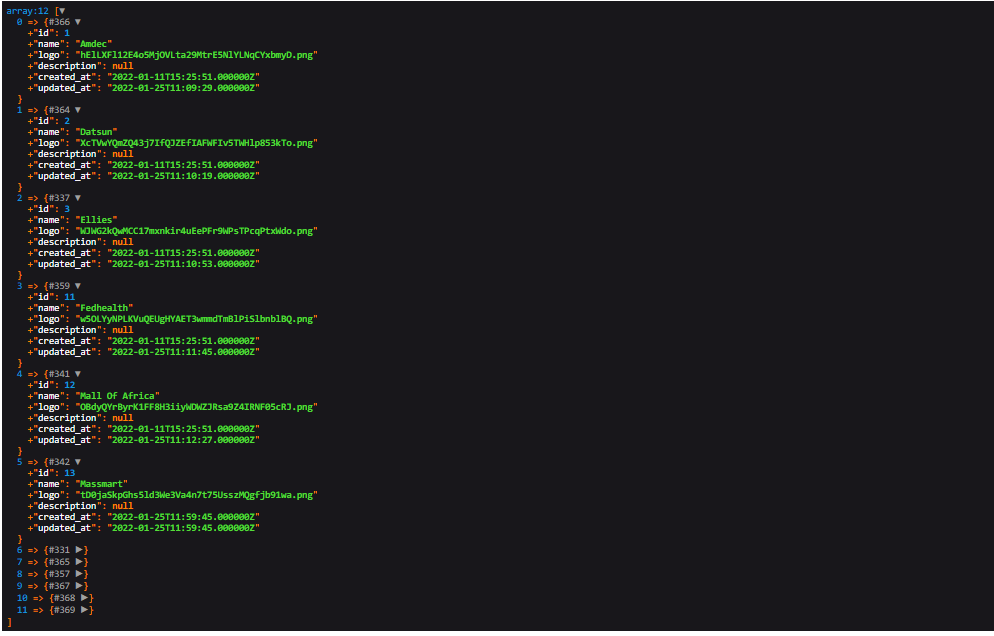 array:12 [▼
0 => {#366 ▼
+"id": 1
+"name": "Amdec"
+"logo": "hElLXFl12E4o5MjOVLta29MtrE5NlYLNqCYxbmyD.png"
+"description": null
+"created_at": "2022-01-11T15:25:51.000000Z"
+"updated_at": "2022-01-25T11:09:29.000000Z"
}
1 => {#364 ▼
+"id": 2
+"name": "Datsun"
+"logo": "XcTVwYQmZQ43j7IfQJZEfIAFWFIv5TWHlp853kTo.png"
+"description": null
+"created_at": "2022-01-11T15:25:51.000000Z"
+"updated_at": "2022-01-25T11:10:19.000000Z"
}
2 => {#337 ▼
+"id": 3
+"name": "Ellies"
+"logo": "WJWG2kQwMCC17mxnkir4uEePFr9WPsTPcqPtxWdo.png"
+"description": null
+"created_at": "2022-01-11T15:25:51.000000Z"
+"updated_at": "2022-01-25T11:10:53.000000Z"
}
3 => {#359 ▼
+"id": 11
+"name": "Fedhealth"
+"logo": "w5OLYyNPLKVuQEUgHYAET3wmmdTmBlPiSlbnblBQ.png"
+"description": null
+"created_at": "2022-01-11T15:25:51.000000Z"
+"updated_at": "2022-01-25T11:11:45.000000Z"
}
4 => {#341 ▼
+"id": 12
+"name": "Mall Of Africa"
+"logo": "OBdyQYrByrK1FF8H3iiyWDWZJRsa9Z4IRNF05cRJ.png"
+"description": null
+"created_at": "2022-01-11T15:25:51.000000Z"
+"updated_at": "2022-01-25T11:12:27.000000Z"
}
5 => {#342 ▼
+"id": 13
+"name": "Massmart"
+"logo": "tD0jaSkpGhs5ld3We3Va4n7t75UsszMQgfjb91wa.png"
+"description": null
+"created_at": "2022-01-25T11:59:45.000000Z"
+"updated_at": "2022-01-25T11:59:45.000000Z"
}
6 => {#331 ▶}
7 => {#365 ▶}
8 => {#357 ▶}
9 => {#367 ▶}
10 => {#368 ▶}
11 => {#369 ▶}
]